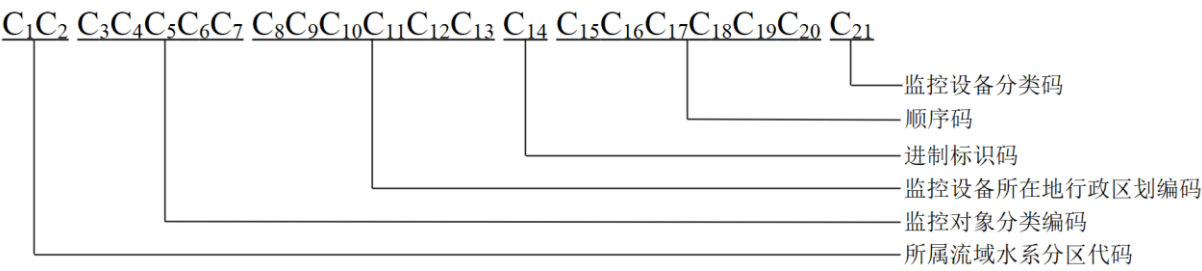 C₁C₂ C₃C₄C₅C₆C₇ C₈C₉C₁₀C₁₁C₁₂C₁₃ C₁₄ C₁₅C₁₆C₁₇C₁₈C₁₉C₂₀ C₂₁
监控设备分类码
顺序码
进制标识码
监控设备所在地行政区划编码
监控对象分类编码
所属流域水系分区代码